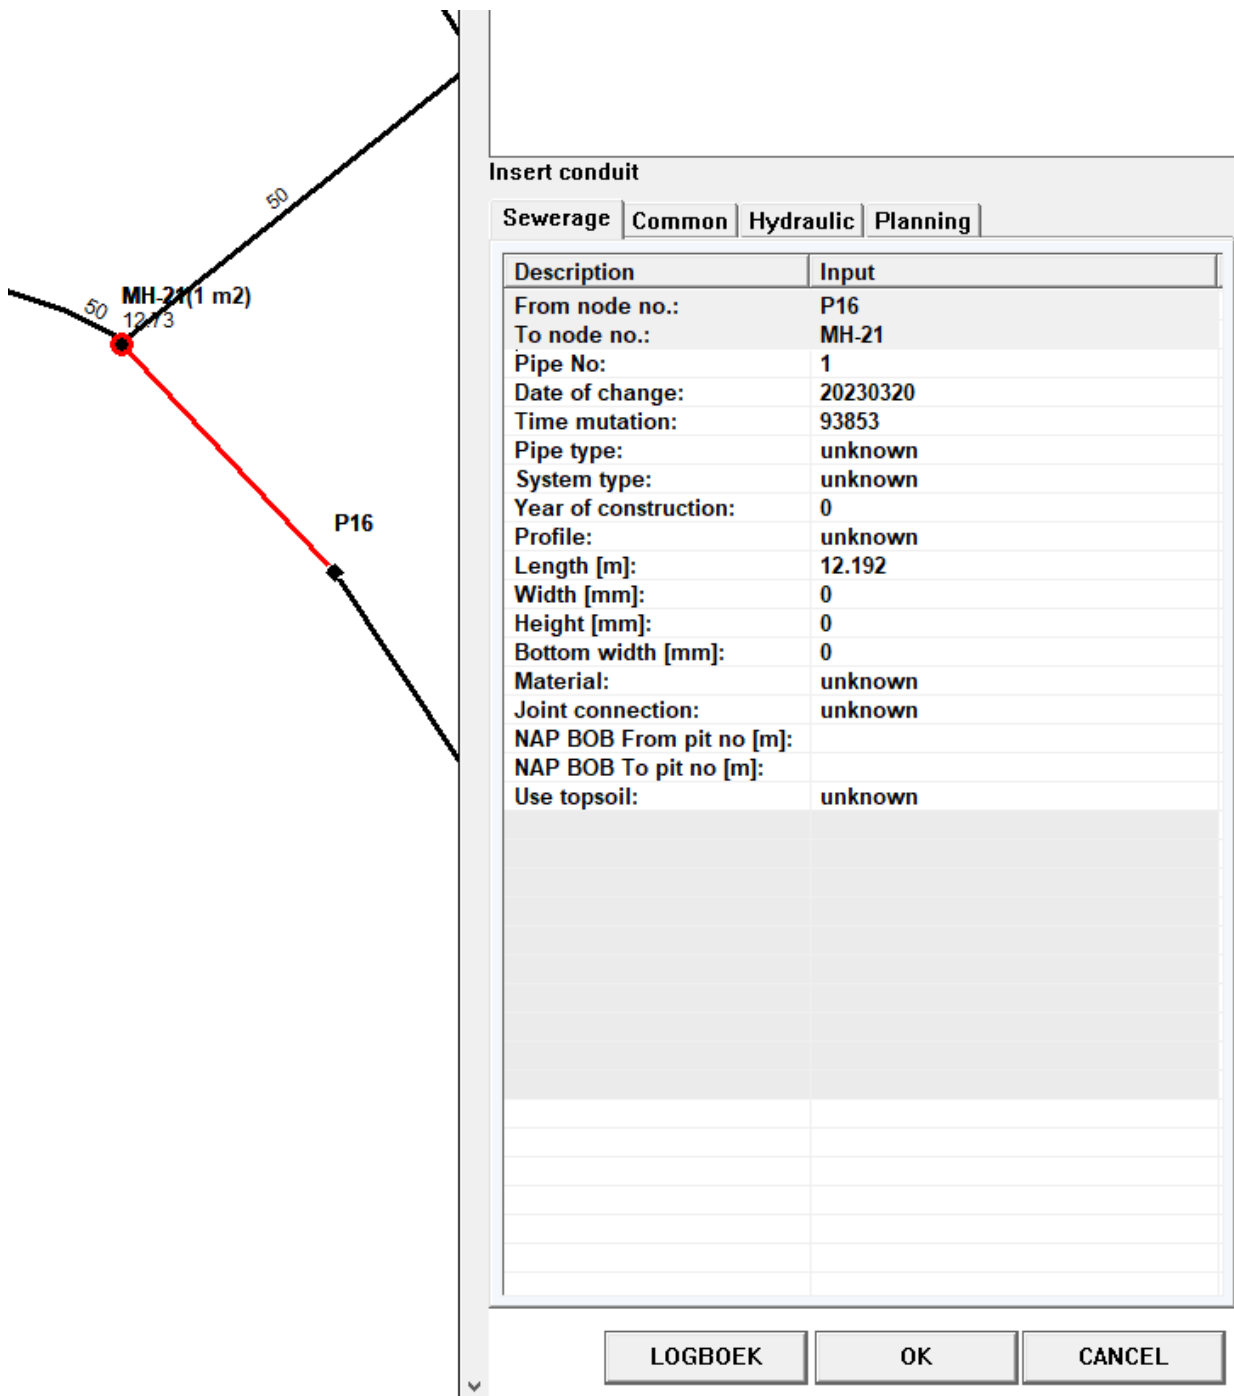 50
MH-21(1 m2)
50
12.73
P16
Insert conduit
Sewerage Common Hydraulic Planning
Description Input
From node no.: P16
To node no.: MH-21
Pipe No: 1
Date of change: 20230320
Time mutation: 93853
Pipe type: unknown
System type: unknown
Year of construction: 0
Profile: unknown
Length [m]: 12.192
Width [mm]: 0
Height [mm]: 0
Bottom width [mm]: 0
Material: unknown
Joint connection: unknown
NAP BOB From pit no [m]:
NAP BOB To pit no [m]:
Use topsoil: unknown
LOGBOEK OK CANCEL